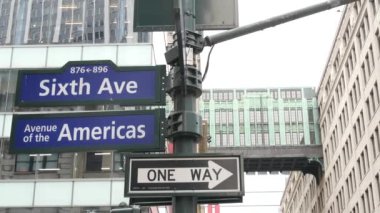 876←896
Sixth Ave
Avenue of the
Americas
ONE WAY